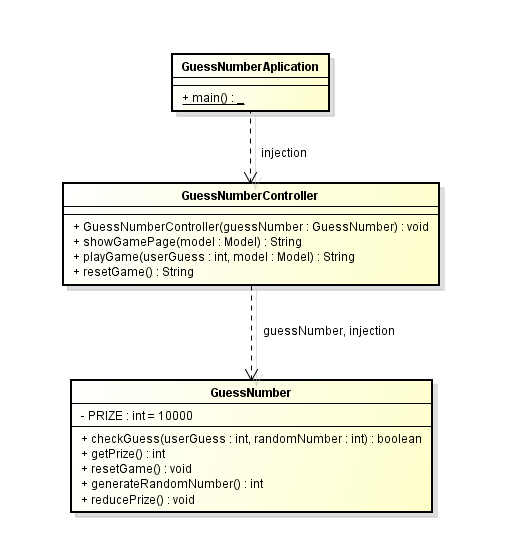 GuessNumberAplication
+ main() : _
injection
GuessNumberController
+ GuessNumberController(guessNumber : GuessNumber) : void
+ showGamePage(model : Model) : String
+ playGame(userGuess : int, model : Model) : String
+ resetGame() : String
guessNumber, injection
GuessNumber
- PRIZE : int = 10000
+ checkGuess(userGuess : int, randomNumber : int) : boolean
+ getPrize() : int
+ resetGame() : void
+ generateRandomNumber() : int
+ reducePrize() : void